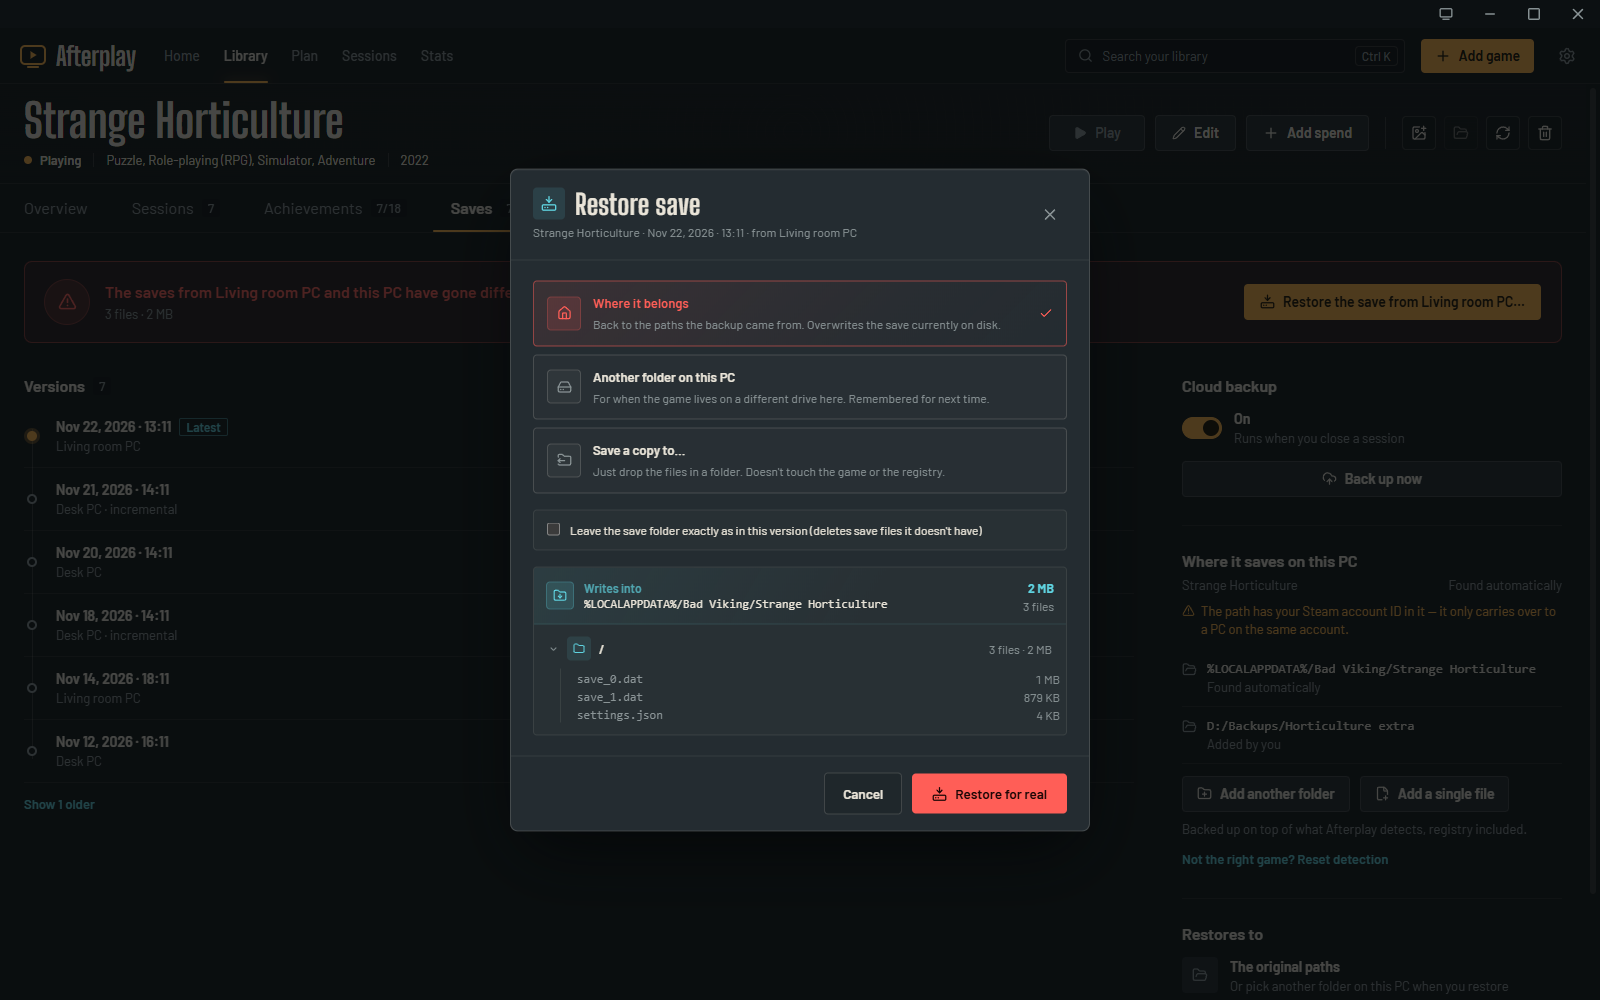 Afterplay
Home
Library
Plan
Sessions
Stats
Search your library
Ctrl K
Add game
Strange Horticulture
Playing
Puzzle, Role-playing (RPG), Simulator, Adventure
2022
Play
Edit
Add spend
Overview
Sessions 7
Achievements 7/18
Saves
The saves from Living room PC and this PC have gone
3 files · 2 MB
Restore the save from Living room PC...
Versions 7
Nov 22, 2026 · 13:11 Latest
Living room PC
Nov 21, 2026 · 14:11
Desk PC · incremental
Nov 20, 2026 · 14:11
Desk PC
Nov 18, 2026 · 14:11
Desk PC · incremental
Nov 14, 2026 · 18:11
Living room PC
Nov 12, 2026 · 16:11
Desk PC
Show 1 older
Restore save
Strange Horticulture · Nov 22, 2026 · 13:11 · from Living room PC
Where it belongs
Back to the paths the backup came from. Overwrites the save currently on disk.
Another folder on this PC
For when the game lives on a different drive here. Remembered for next time.
Save a copy to...
Just drop the files in a folder. Doesn't touch the game or the registry.
Leave the save folder exactly as in this version (deletes save files it doesn't have)
Writes into
2 MB
%LOCALAPPDATA%/Bad Viking/Strange Horticulture
3 files
/
3 files · 2 MB
save_0.dat
1 MB
save_1.dat
879 KB
settings.json
4 KB
Cancel
Restore for real
Cloud backup
On
Runs when you close a session
Back up now
Where it saves on this PC
Strange Horticulture
Found automatically
The path has your Steam account ID in it — it only carries over to
a PC on the same account.
%LOCALAPPDATA%/Bad Viking/Strange Horticulture
Found automatically
D:/Backups/Horticulture extra
Added by you
Add another folder
Add a single file
Backed up on top of what Afterplay detects, registry included.
Not the right game? Reset detection
Restores to
The original paths
Or pick another folder on this PC when you restore